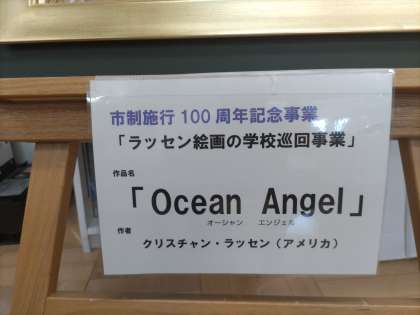 市制施行100周年記念事業
「ラッセン絵画の学校巡回事業」
作品名
「Ocean Angel」
オーシャン エンジェル
作者
クリスチャン・ラッセン(アメリカ)